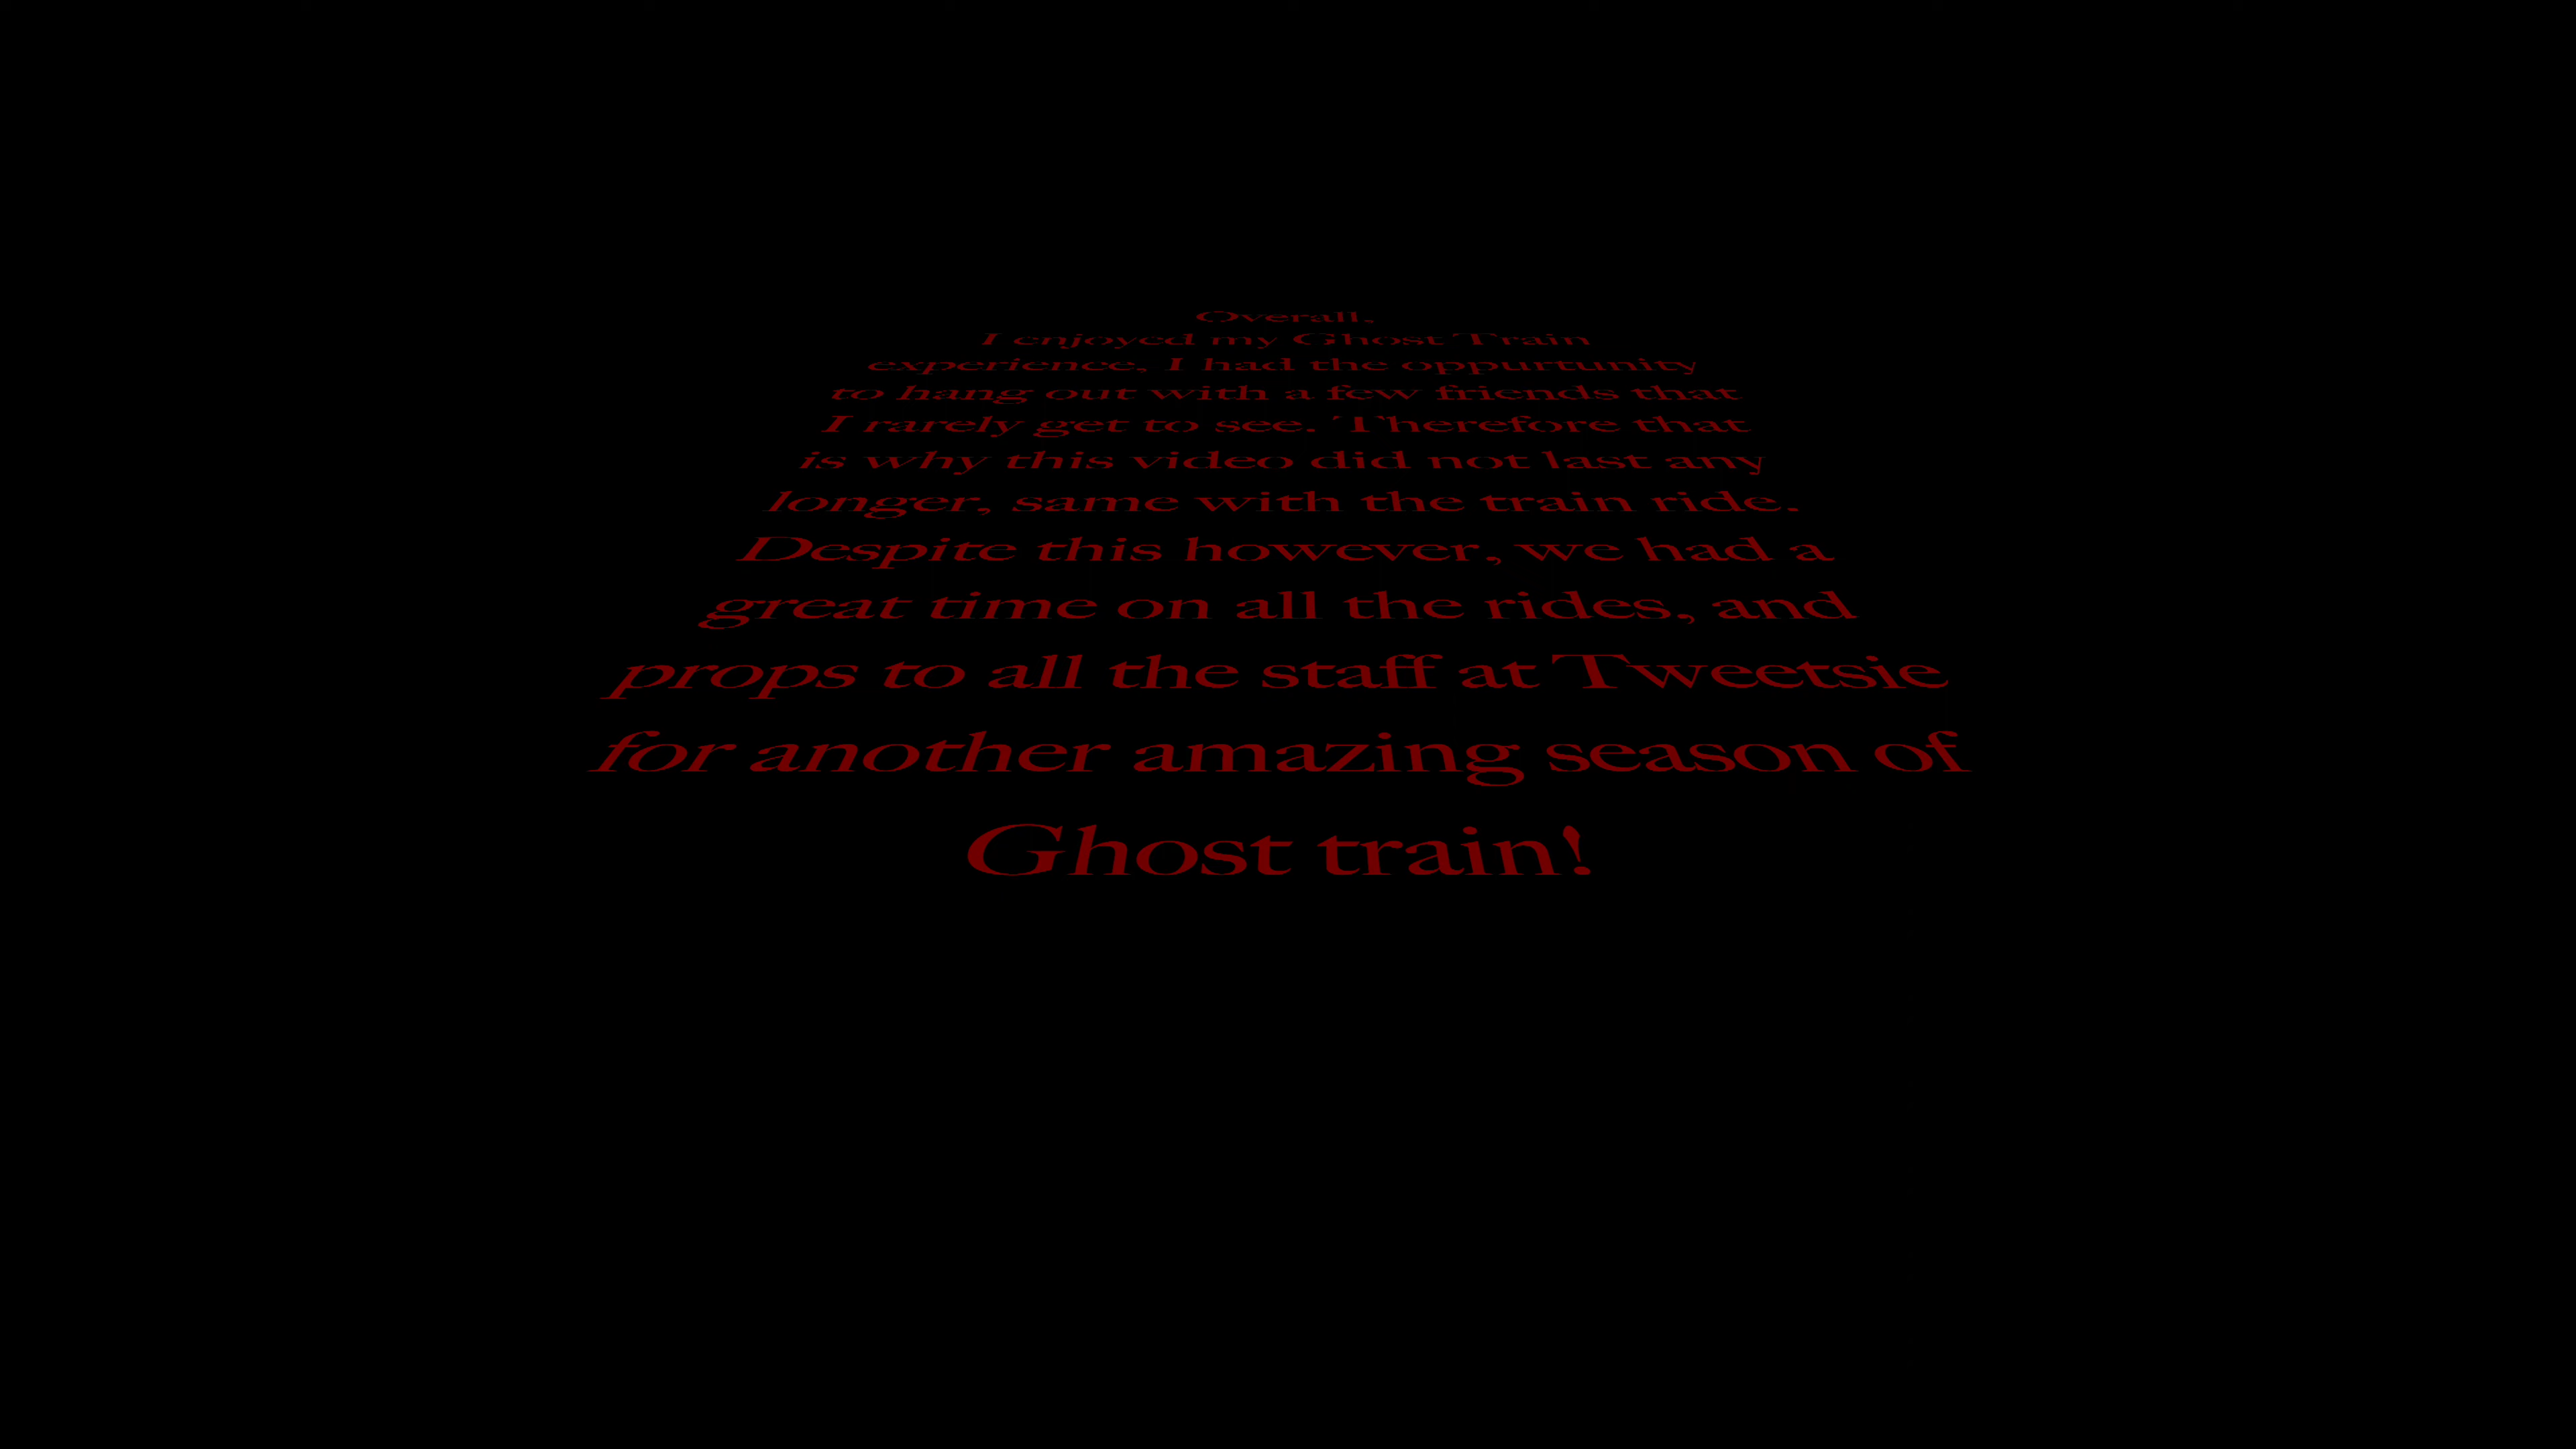 Overall,
I enjoyed my Ghost Train
experience, I had the oppurtunity
to hang out with a few friends that
I rarely get to see. Therefore that
is why this video did not last any
longer, same with the train ride.
Despite this however, we had a
great time on all the rides, and
props to all the staff at Tweetsie
for another amazing season of
Ghost train!